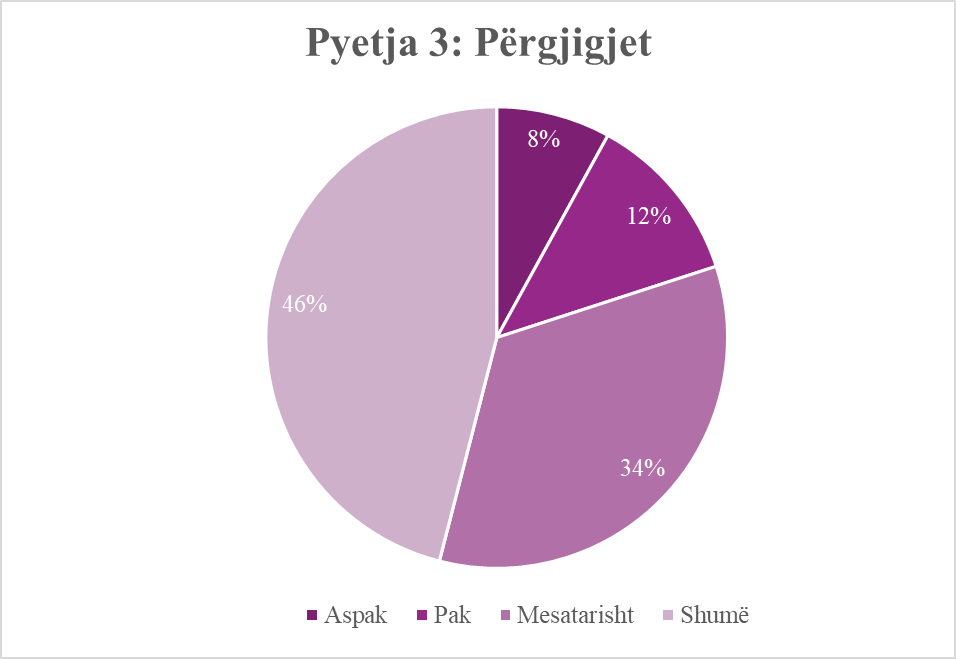 Pyetja 3: Përgjigjet
8%
12%
46%
34%
Aspak Pak Mesatarisht Shumë